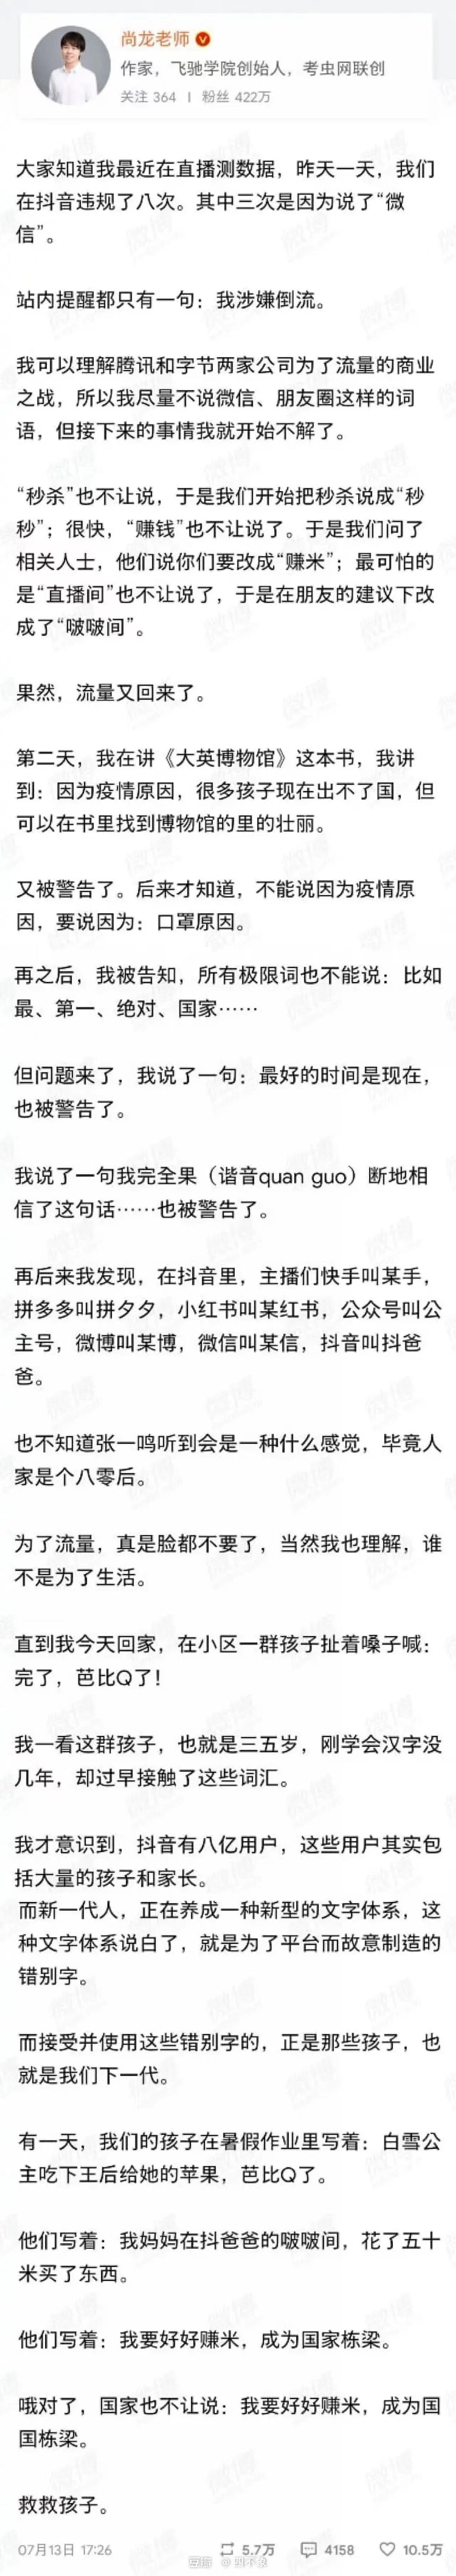 尚龙老师
作家，飞驰学院创始人，考虫网联创
关注 364 | 粉丝 422万
大家知道我最近在直播测数据，昨天一天，我们
在抖音违规了八次。其中三次是因为说了“微
信”。
站内提醒都只有一句：我涉嫌倒流。
我可以理解腾讯和字节两家公司为了流量的商业
之战，所以我尽量不说微信、朋友圈这样的词
语，但接下来的事情我就开始不解了。
“秒杀”也不让说，于是我们开始把秒杀说成“秒
秒”；很快，“赚钱”也不让说了。于是我们问了
相关人士，他们说你们要改成“赚米”；最可怕的
是“直播间”也不让说了，于是在朋友的建议下改
成了“啵啵间”。
果然，流量又回来了。
第二天，我在讲《大英博物馆》这本书，我讲
到：因为疫情原因，很多孩子现在出不了国，但
可以在书里找到博物馆的里的壮丽。
又被警告了。后来才知道，不能说因为疫情原
因，要说因为：口罩原因。
再之后，我被告知，所有极限词也不能说：比如
最、第一、绝对、国家……
但问题来了，我说了一句：最好的时间是现在，
也被警告了。
我说了一句我完全果（谐音quan guo）断地相
信了这句话……也被警告了。
再后来我发现，在抖音里，主播们快手叫某手，
拼多多叫拼夕夕，小红书叫某红书，公众号叫公
主号，微博叫某博，微信叫某信，抖音叫抖爸
爸。
也不知道张一鸣听到会是一种什么感觉，毕竟人
家是个八零后。
为了流量，真是脸都不要了，当然我也理解，谁
不是为了生活。
直到我今天回家，在小区一群孩子扯着嗓子喊：
完了，芭比Q了！
我一看这群孩子，也就是三五岁，刚学会汉字没
几年，却过早接触了这些词汇。
我才意识到，抖音有八亿用户，这些用户其实包
括大量的孩子和家长。
而新一代人，正在养成一种新型的文字体系，这
种文字体系说白了，就是为了平台而故意制造的
错别字。
而接受并使用这些错别字的，正是那些孩子，也
就是我们下一代。
有一天，我们的孩子在暑假作业里写着：白雪公
主吃下王后给她的苹果，芭比Q了。
他们写着：我妈妈在抖爸爸的啵啵间，花了五十
米买了东西。
他们写着：我要好好赚米，成为国家栋梁。
哦对了，国家也不让说：我要好好赚米，成为国
国栋梁。
救救孩子。
07月13日 17:26 5.7万 4158 10.5万